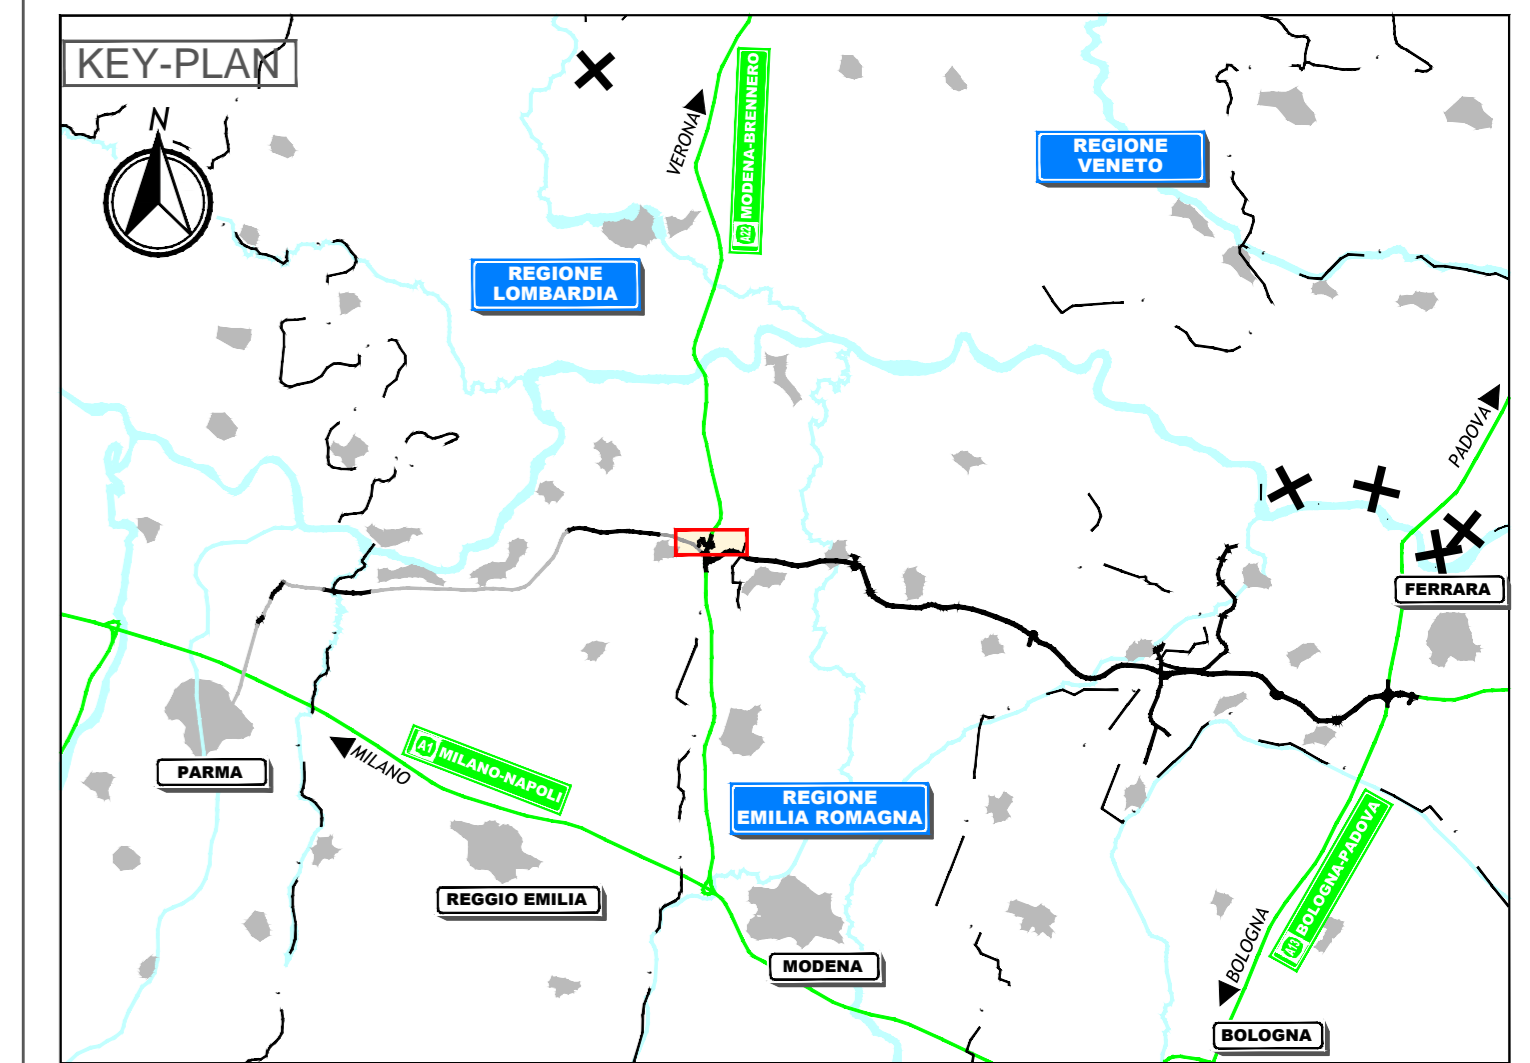 KEY-PLAN
N
VERONA
A22 MODENA-BRENNERO
REGIONE
VENETO
REGIONE
LOMBARDIA
PADOVA
FERRARA
PARMA
MILANO
A1 MILANO-NAPOLI
REGIONE
EMILIA ROMAGNA
REGGIO EMILIA
MODENA
A13 BOLOGNA-PADOVA
BOLOGNA
BOLOGNA